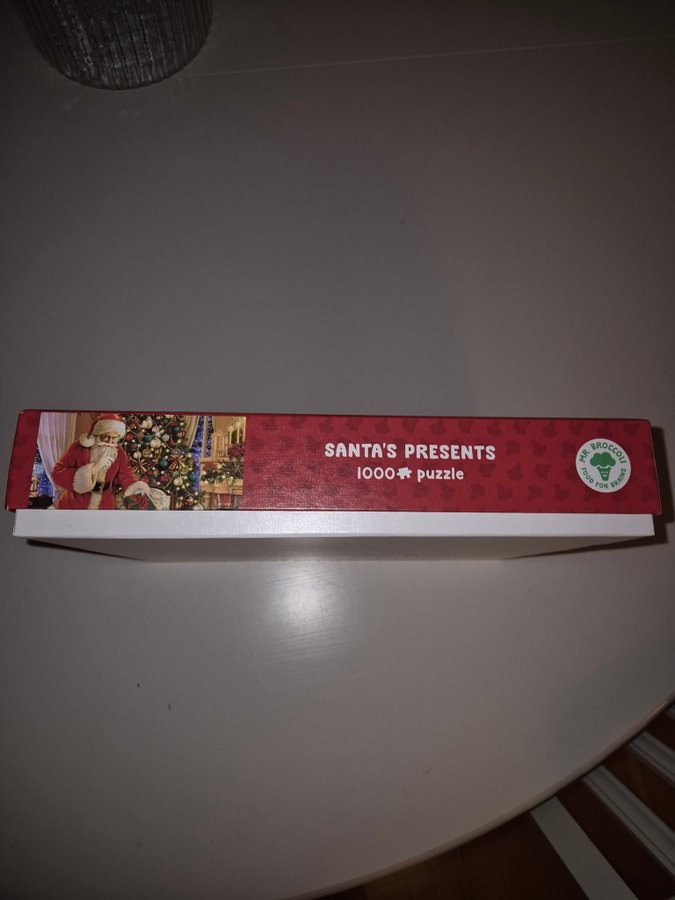 SANTA'S PRESENTS
1000 puzzle
MR. BROCCOLI
FOOD FOR BRAINS